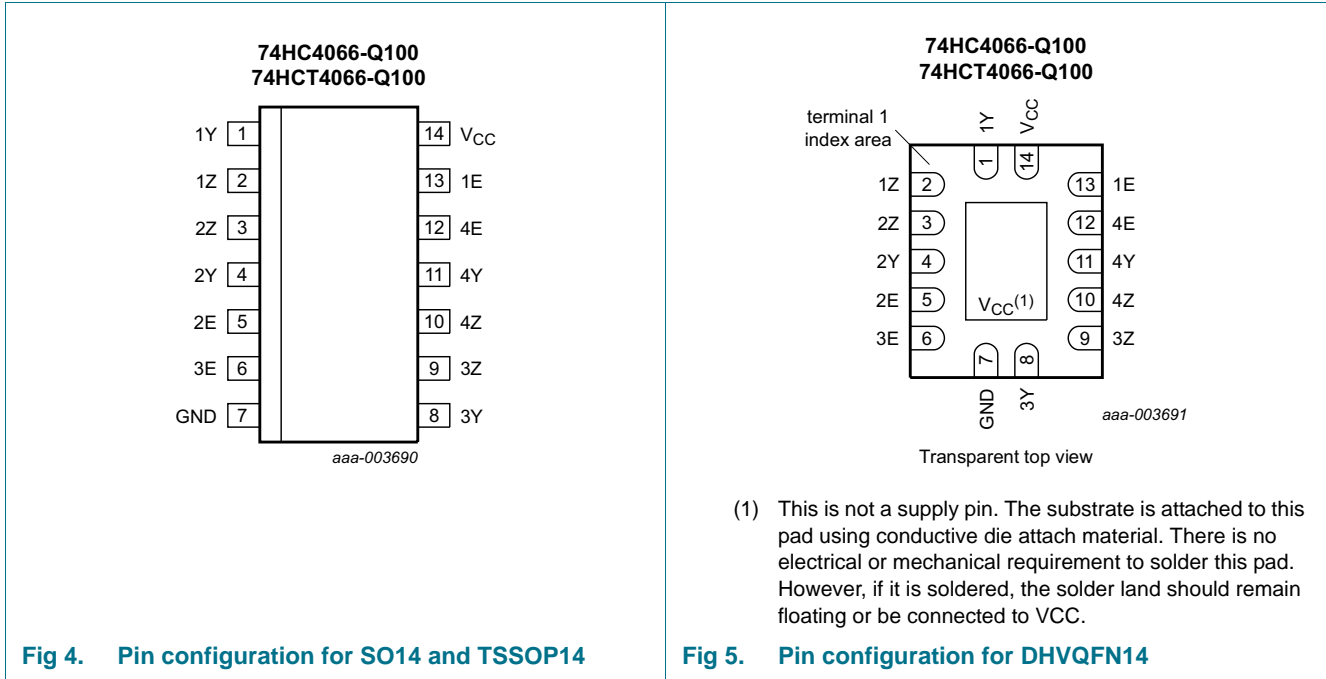 74HC4066-Q100
74HCT4066-Q100
1Y 1 14 VCC
1Z 2 13 1E
2Z 3 12 4E
2Y 4 11 4Y
2E 5 10 4Z
3E 6 9 3Z
GND 7 8 3Y
aaa-003690
Fig 4. Pin configuration for SO14 and TSSOP14
74HC4066-Q100
74HCT4066-Q100
terminal 1
index area
1Y VCC
1 14
1Z 2 13 1E
2Z 3 12 4E
2Y 4 11 4Y
2E 5 VCC(1) 10 4Z
3E 6 9 3Z
7 8
GND 3Y
aaa-003691
Transparent top view
(1) This is not a supply pin. The substrate is attached to this
pad using conductive die attach material. There is no
electrical or mechanical requirement to solder this pad.
However, if it is soldered, the solder land should remain
floating or be connected to VCC.
Fig 5. Pin configuration for DHVQFN14